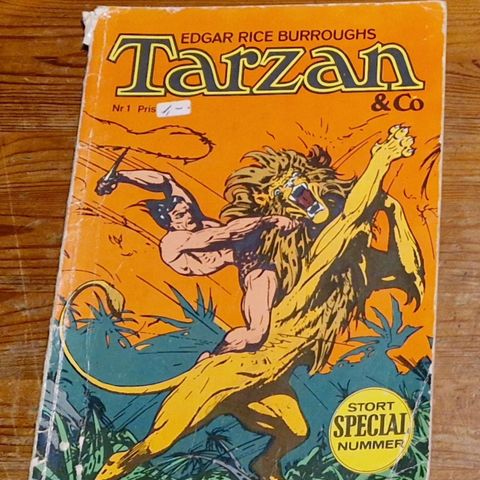 EDGAR RICE BURROUGHS
Tarzan
& Co
Nr 1 Pris
STORT
SPECIAL
NUMMER